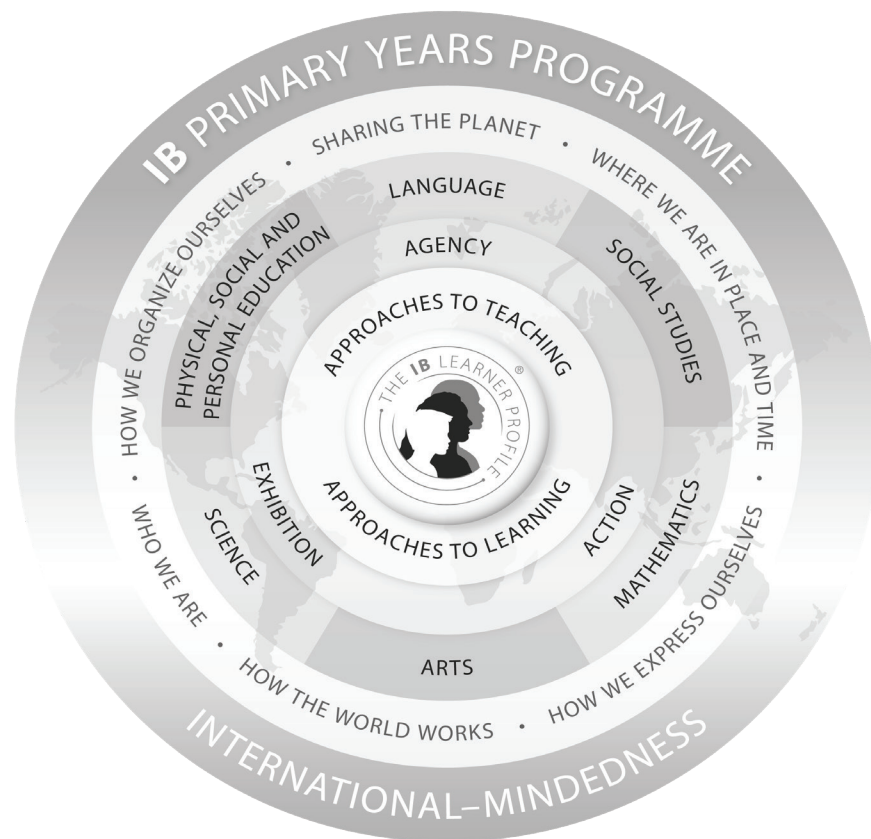 IB PRIMARY YEARS PROGRAMME
SHARING THE PLANET
•
WHERE WE ARE IN PLACE AND TIME
•
HOW WE EXPRESS OURSELVES
•
HOW THE WORLD WORKS
•
WHO WE ARE
•
HOW WE ORGANIZE OURSELVES
•
LANGUAGE
SOCIAL STUDIES
MATHEMATICS
ARTS
SCIENCE
PHYSICAL, SOCIAL AND
PERSONAL EDUCATION
AGENCY
ACTION
EXHIBITION
APPROACHES TO TEACHING
• THE IB LEARNER PROFILE •
®
APPROACHES TO LEARNING
INTERNATIONAL–MINDEDNESS